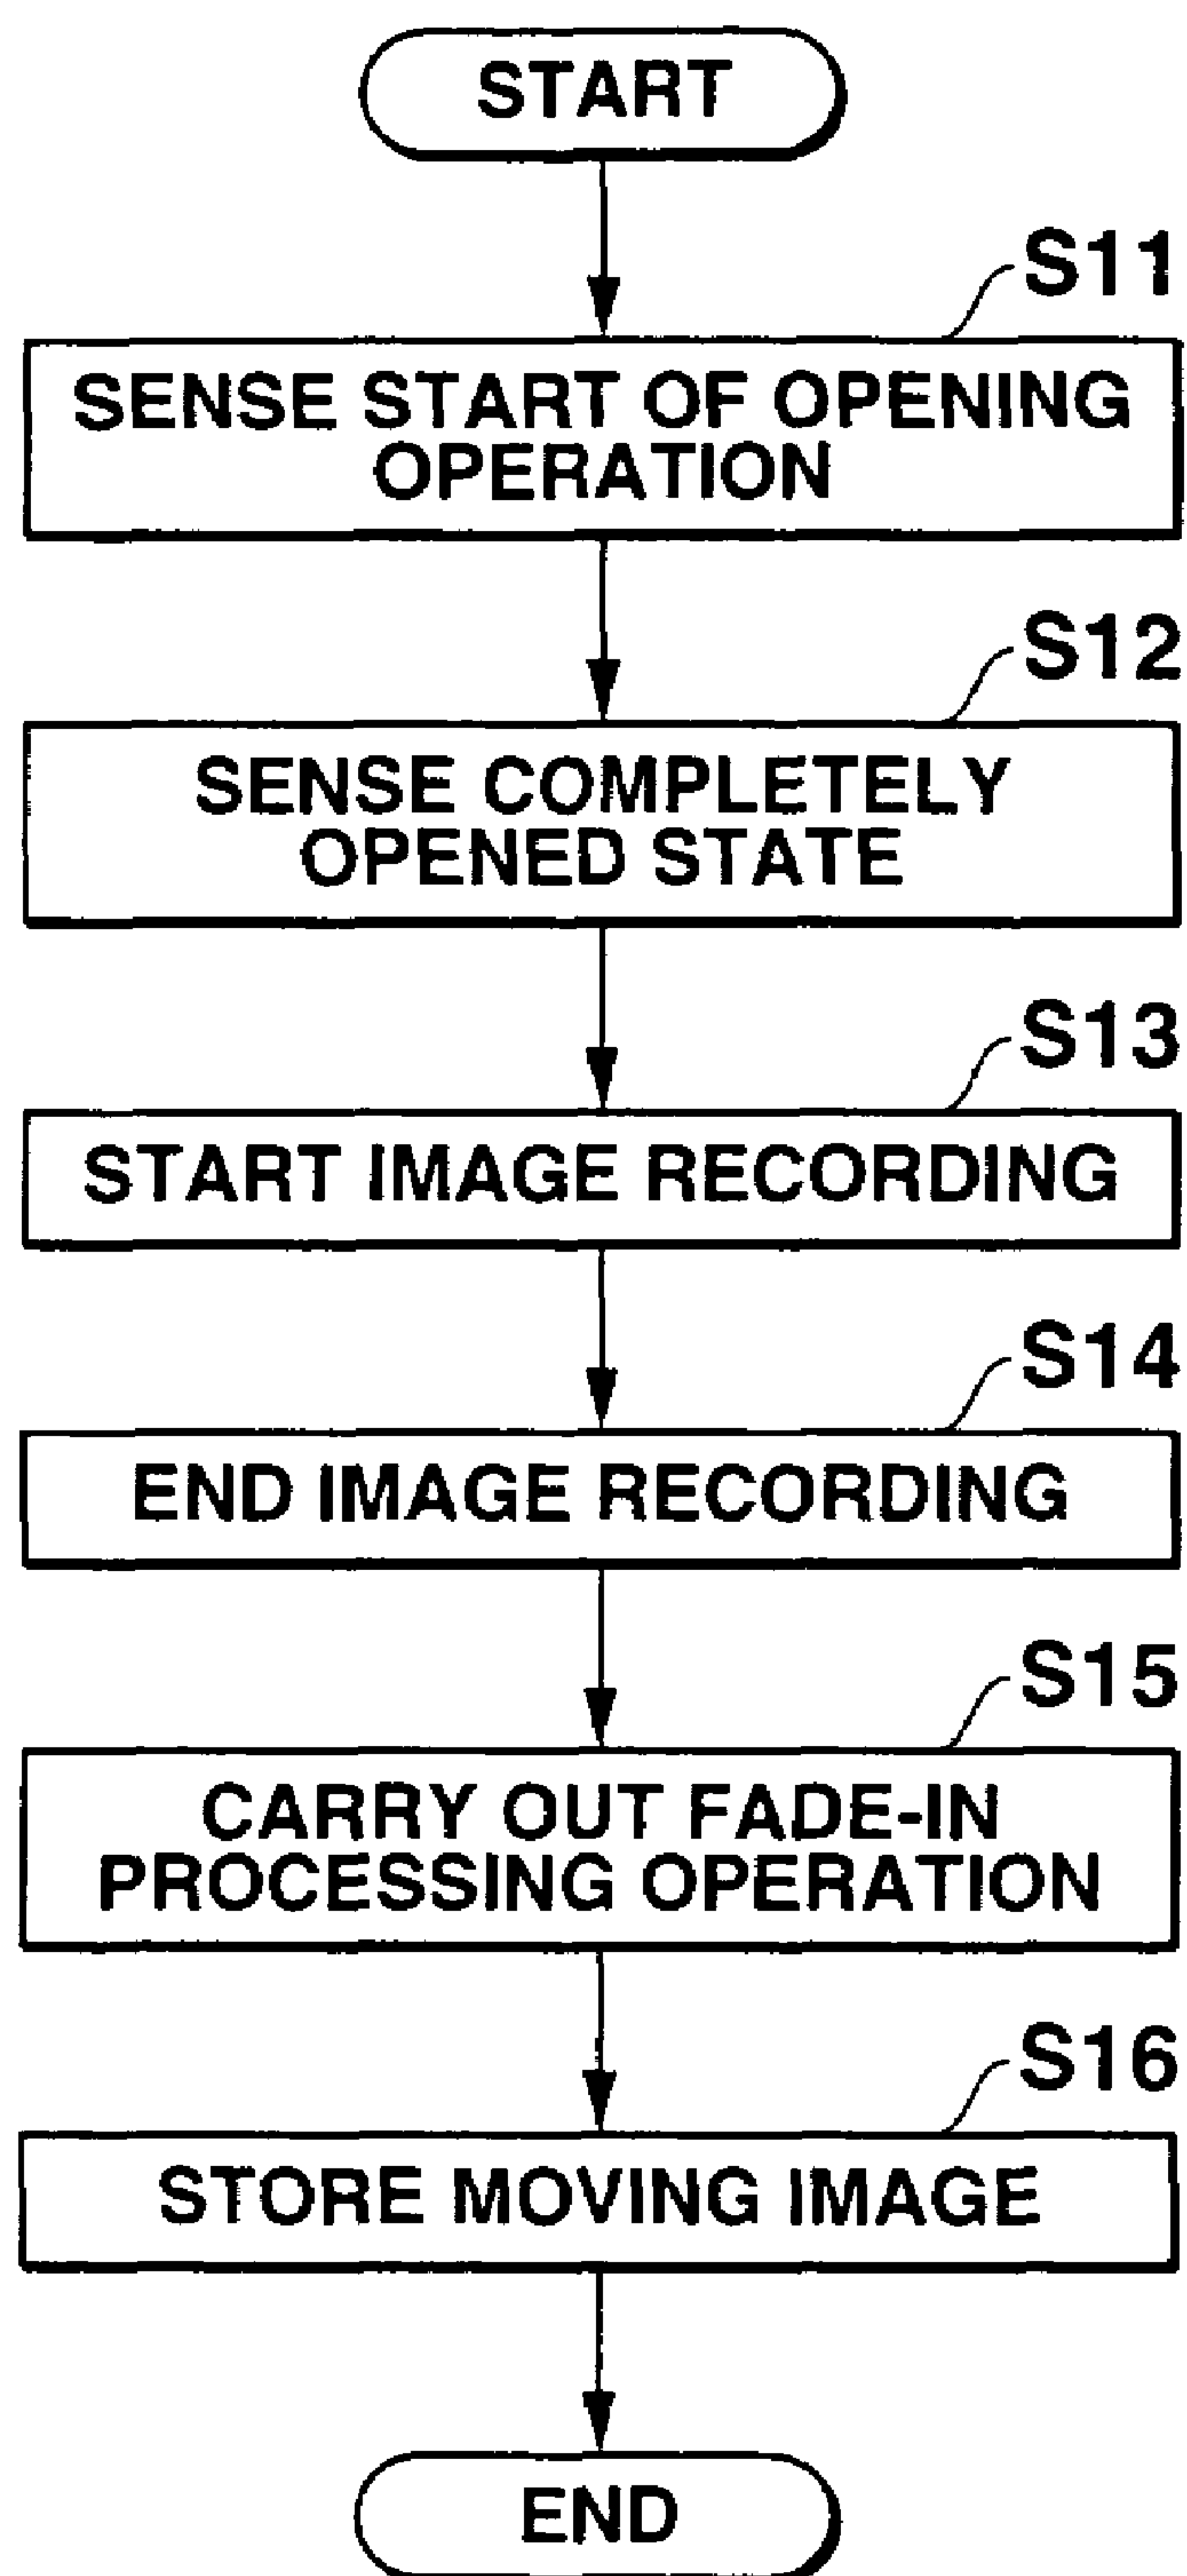 START
S11
SENSE START OF OPENING
OPERATION
S12
SENSE COMPLETELY
OPENED STATE
S13
START IMAGE RECORDING
S14
END IMAGE RECORDING
S15
CARRY OUT FADE-IN
PROCESSING OPERATION
S16
STORE MOVING IMAGE
END